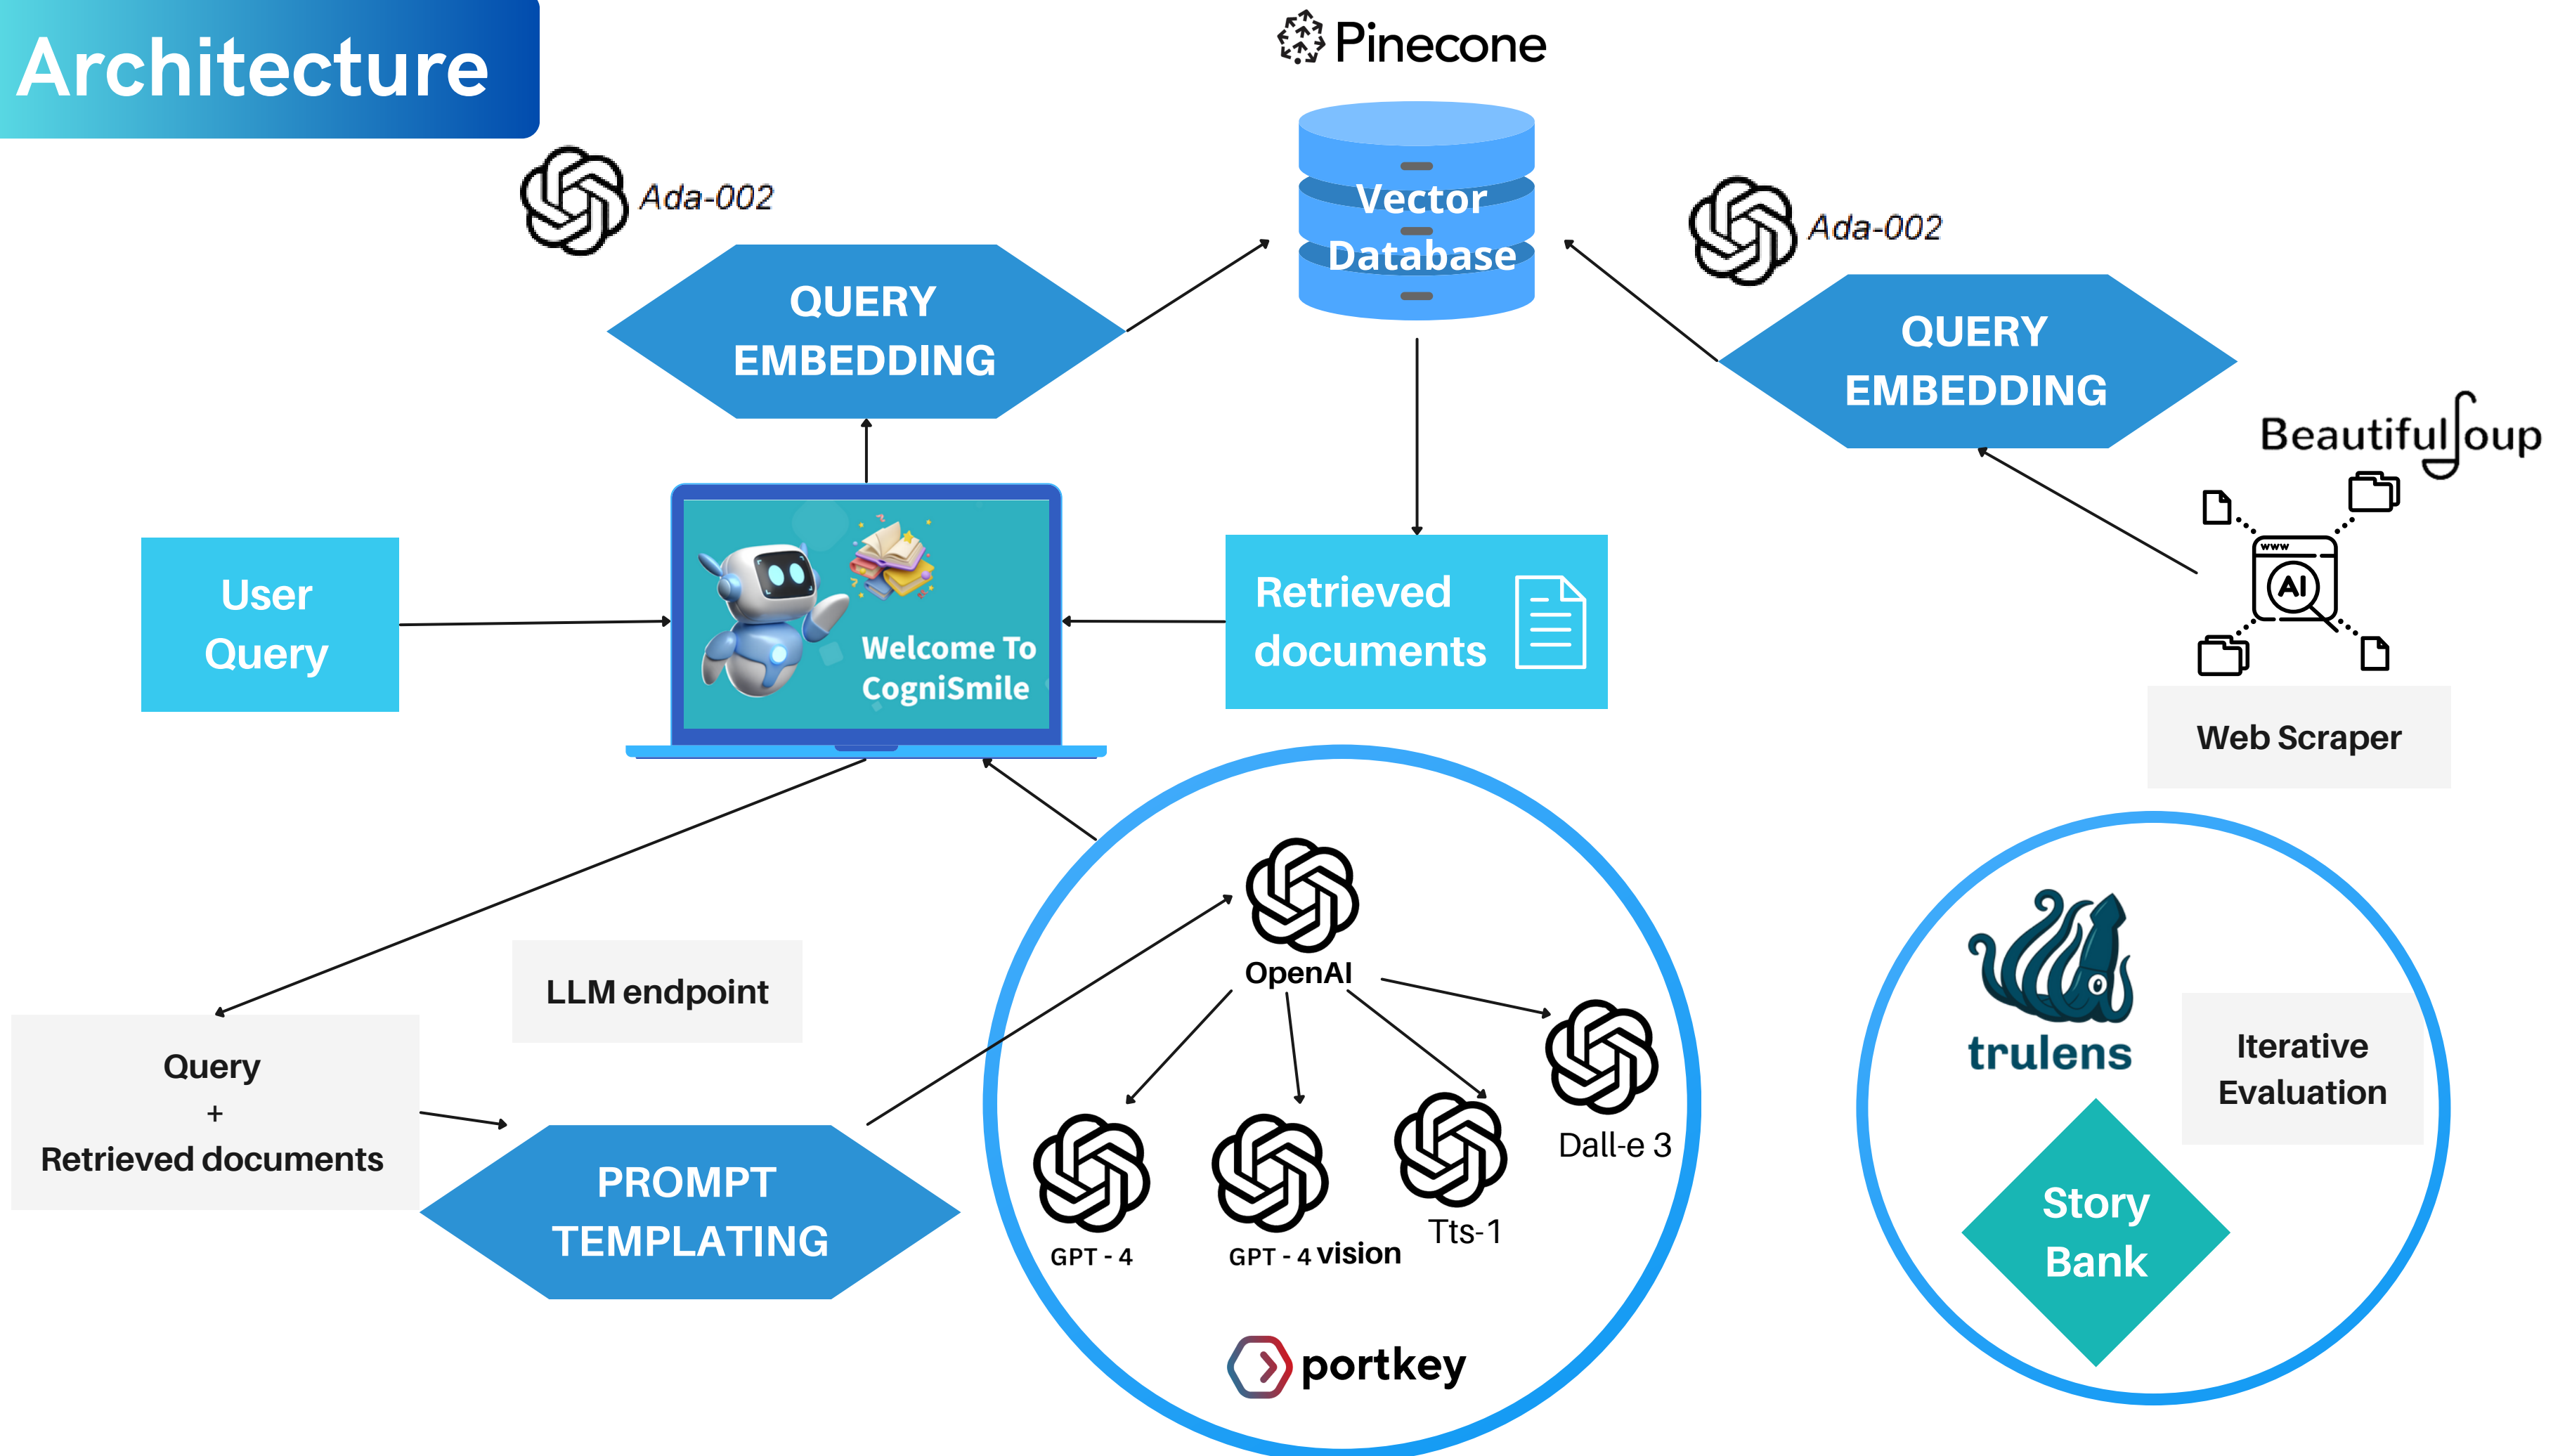 Architecture
Pinecone
Vector
Database
Ada-002
QUERY
EMBEDDING
Ada-002
QUERY
EMBEDDING
BeautifulSoup
www
AI
Web Scraper
User
Query
Welcome To
CogniSmile
Retrieved
documents
LLM endpoint
Query
+
Retrieved documents
PROMPT
TEMPLATING
OpenAI
GPT - 4
GPT - 4 vision
Tts-1
Dall-e 3
portkey
trulens
Iterative
Evaluation
Story
Bank